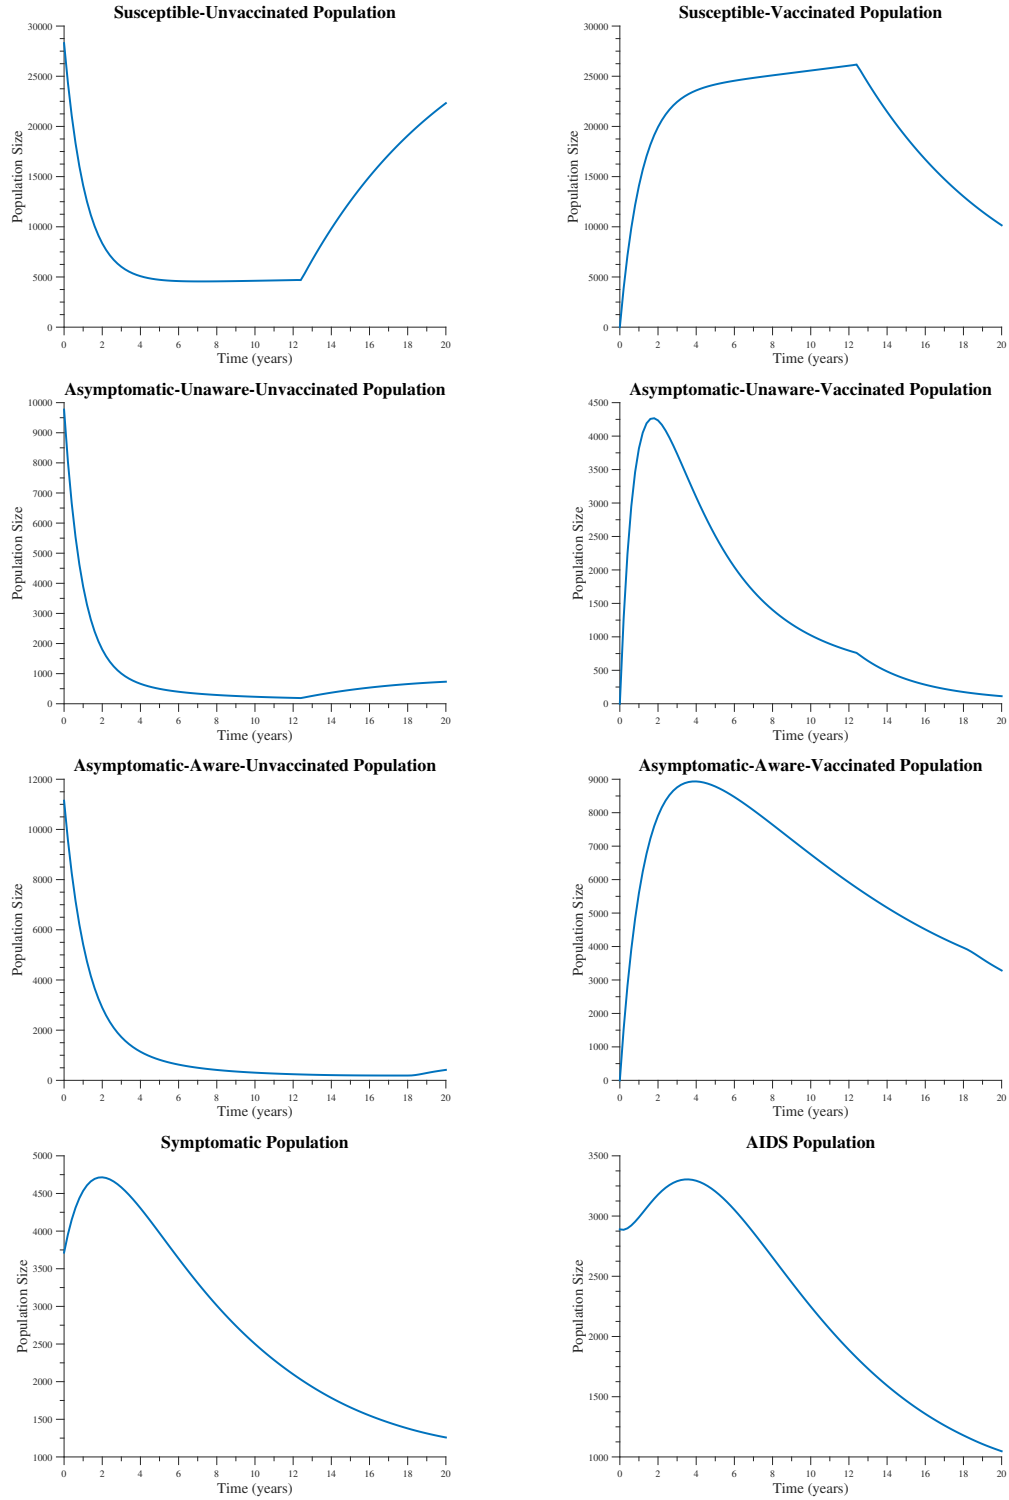 Susceptible-Unvaccinated Population
30000
25000
20000
15000
10000
5000
0
Population Size
0 2 4 6 8 10 12 14 16 18 20
Time (years)
Susceptible-Vaccinated Population
30000
25000
20000
15000
10000
5000
0
Population Size
0 2 4 6 8 10 12 14 16 18 20
Time (years)
Asymptomatic-Unaware-Unvaccinated Population
10000
9000
8000
7000
6000
5000
4000
3000
2000
1000
0
Population Size
0 2 4 6 8 10 12 14 16 18 20
Time (years)
Asymptomatic-Unaware-Vaccinated Population
4500
4000
3500
3000
2500
2000
1500
1000
500
0
Population Size
0 2 4 6 8 10 12 14 16 18 20
Time (years)
Asymptomatic-Aware-Unvaccinated Population
12000
10000
8000
6000
4000
2000
0
Population Size
0 2 4 6 8 10 12 14 16 18 20
Time (years)
Asymptomatic-Aware-Vaccinated Population
9000
8000
7000
6000
5000
4000
3000
2000
1000
0
Population Size
0 2 4 6 8 10 12 14 16 18 20
Time (years)
Symptomatic Population
5000
4500
4000
3500
3000
2500
2000
1500
1000
Population Size
0 2 4 6 8 10 12 14 16 18 20
Time (years)
AIDS Population
3500
3000
2500
2000
1500
1000
Population Size
0 2 4 6 8 10 12 14 16 18 20
Time (years)